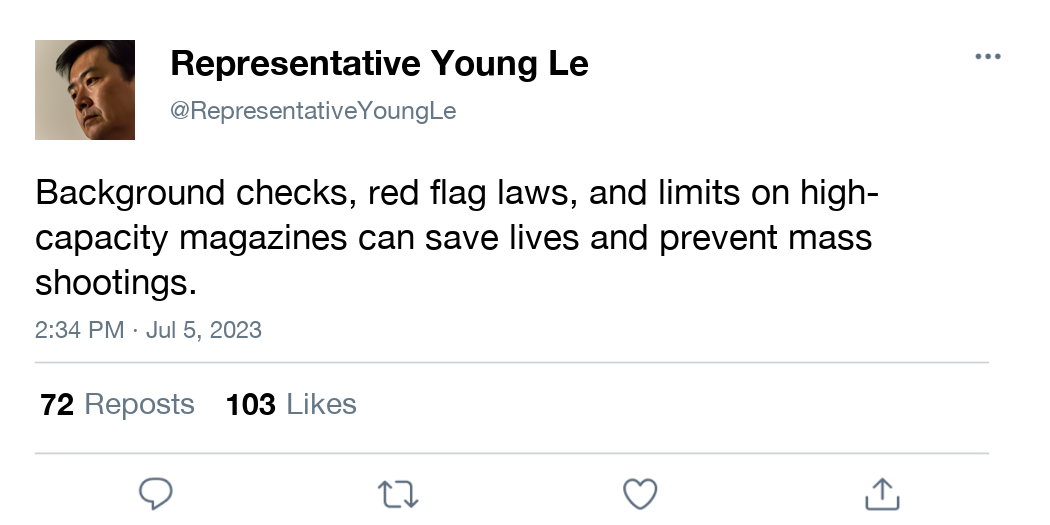 Representative Young Le
@RepresentativeYoungLe
Background checks, red flag laws, and limits on high-
capacity magazines can save lives and prevent mass
shootings.
2:34 PM · Jul 5, 2023
72 Reposts 103 Likes